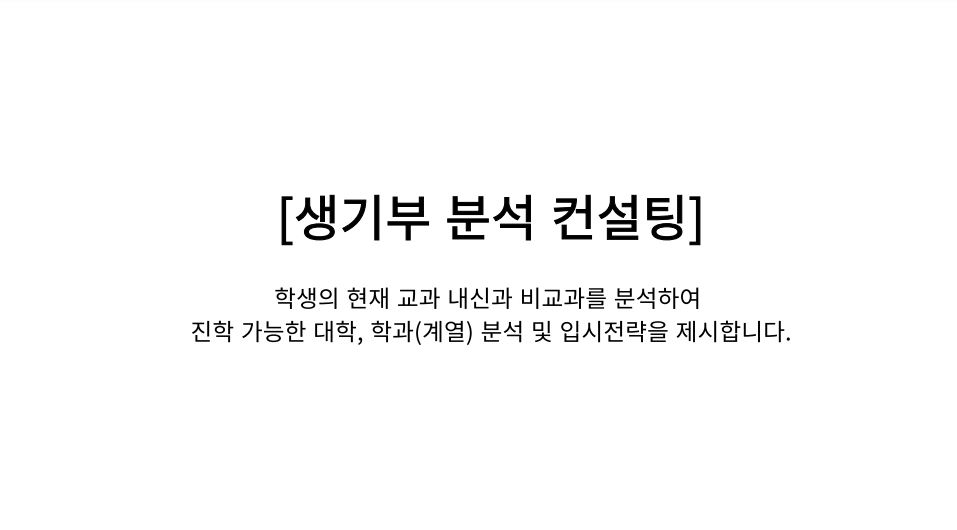 [생기부 분석 컨설팅]
학생의 현재 교과 내신과 비교과를 분석하여
진학 가능한 대학, 학과(계열) 분석 및 입시전략을 제시합니다.